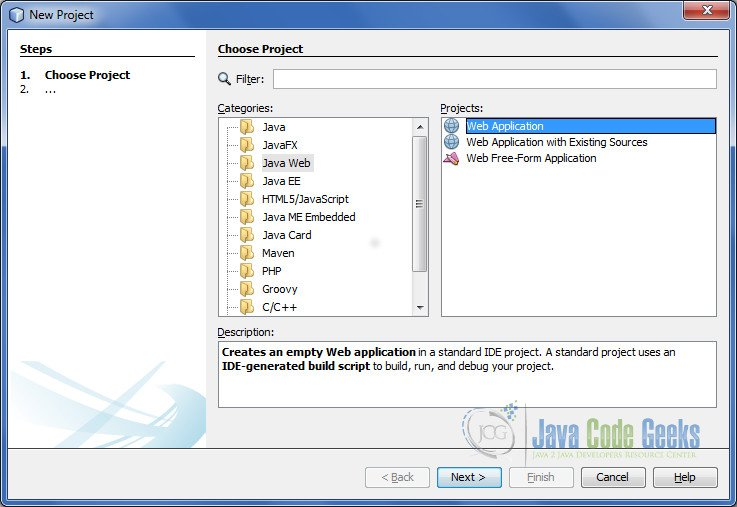 New Project
Steps
1. Choose Project
2. ...
Choose Project
Filter:
Categories:
Java
JavaFX
Java Web
Java EE
HTML5/JavaScript
Java ME Embedded
Java Card
Maven
PHP
Groovy
C/C++
Projects:
Web Application
Web Application with Existing Sources
Web Free-Form Application
Description:
Creates an empty Web application in a standard IDE project. A standard project uses an
IDE-generated build script to build, run, and debug your project.
JCG
Java Code Geeks
Java 2 Java Developers Resource Center
< Back
Next >
Finish
Cancel
Help